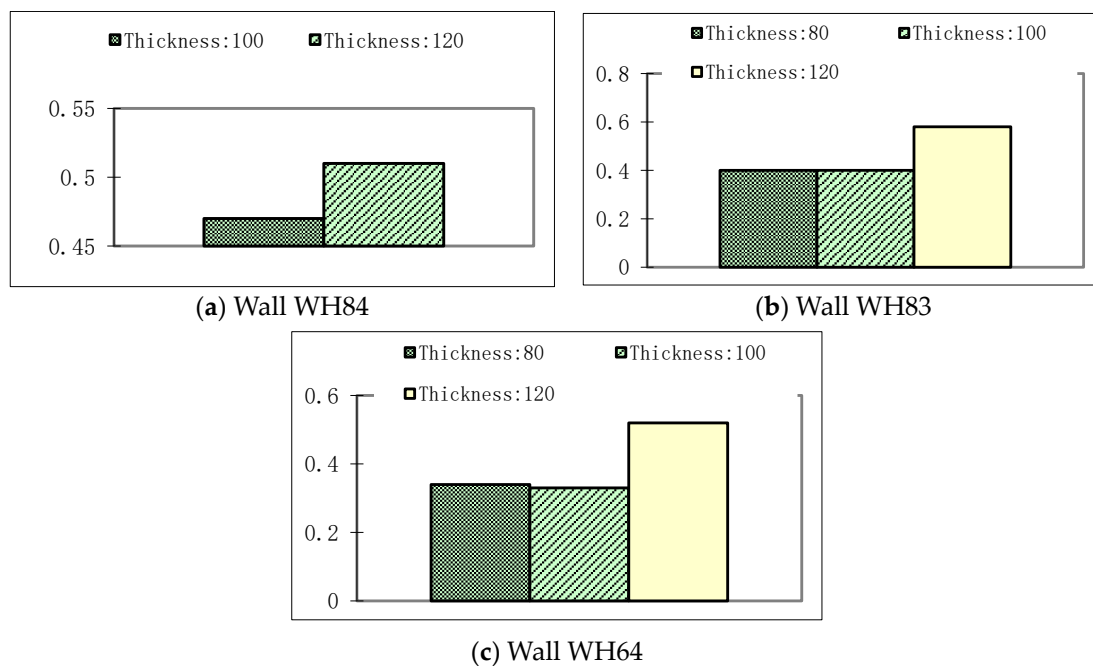 Thickness:100 Thickness:120
0.55
0.5
0.45
(a) Wall WH84
Thickness:80 Thickness:100
Thickness:120
0.8
0.6
0.4
0.2
0
(b) Wall WH83
Thickness:80 Thickness:100
Thickness:120
0.6
0.4
0.2
0
(c) Wall WH64